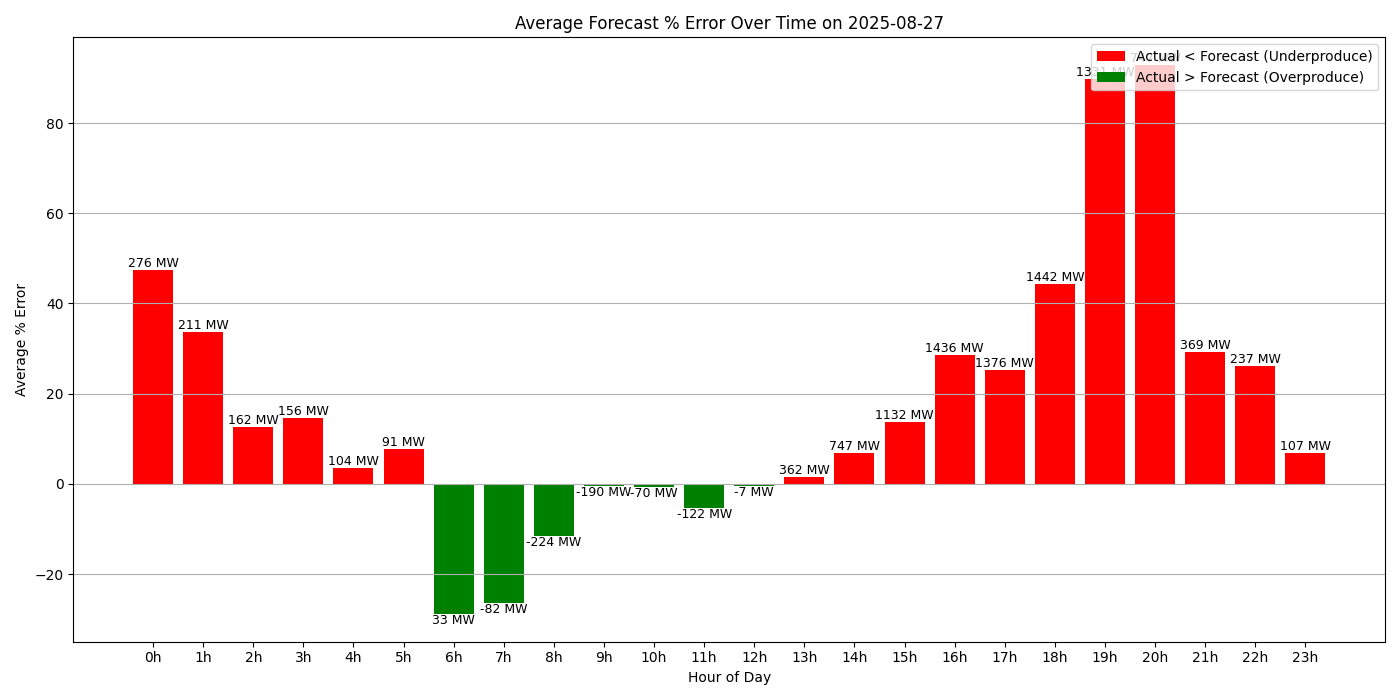 Average Forecast % Error Over Time on 2025-08-27
Actual < Forecast (Underproduce)
Actual > Forecast (Overproduce)
Average % Error
80
60
40
20
0
−20
276 MW
211 MW
162 MW
156 MW
104 MW
91 MW
33 MW
-82 MW
-224 MW
-190 MW
-70 MW
-122 MW
-7 MW
362 MW
747 MW
1132 MW
1436 MW
1376 MW
1442 MW
1331 MW
369 MW
237 MW
107 MW
0h 1h 2h 3h 4h 5h 6h 7h 8h 9h 10h 11h 12h 13h 14h 15h 16h 17h 18h 19h 20h 21h 22h 23h
Hour of Day